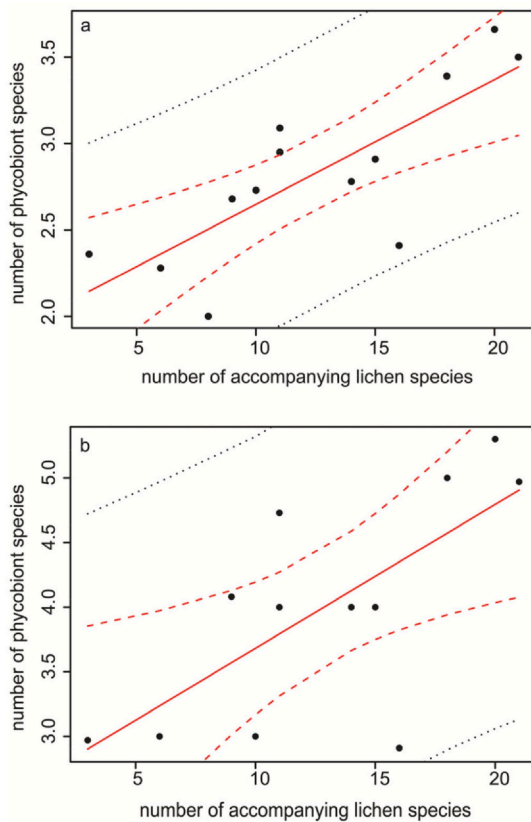 a
number of phycobiont species
3.5
3.0
2.5
2.0
5 10 15 20
number of accompanying lichen species
b
number of phycobiont species
5.0
4.5
4.0
3.5
3.0
5 10 15 20
number of accompanying lichen species